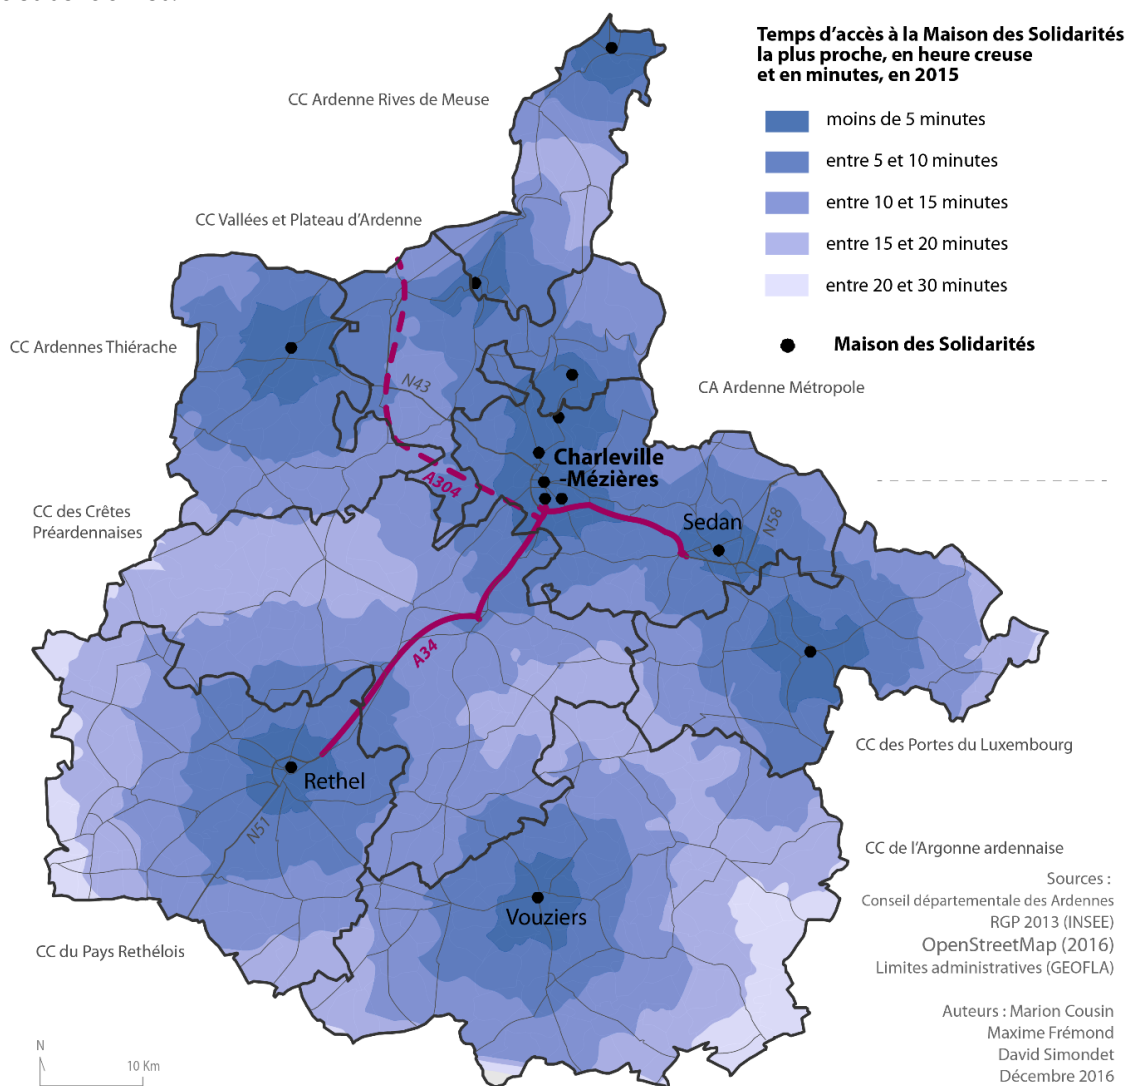 Temps d'accès à la Maison des Solidarités
la plus proche, en heure creuse
et en minutes, en 2015
moins de 5 minutes
entre 5 et 10 minutes
entre 10 et 15 minutes
entre 15 et 20 minutes
entre 20 et 30 minutes
Maison des Solidarités
CC Ardenne Rives de Meuse
CC Vallées et Plateau d'Ardenne
CC Ardennes Thiérache
CA Ardenne Métropole
N43
Charleville
-Mézières
A304
CC des Crêtes
Préardennaises
Sedan
N58
A34
CC des Portes du Luxembourg
Rethel
N51
CC de l'Argonne ardennaise
Vouziers
CC du Pays Rethélois
Sources :
Conseil départementale des Ardennes
RGP 2013 (INSEE)
OpenStreetMap (2016)
Limites administratives (GEOFLA)
Auteurs : Marion Cousin
Maxime Frémond
David Simondet
Décembre 2016
N
10 Km